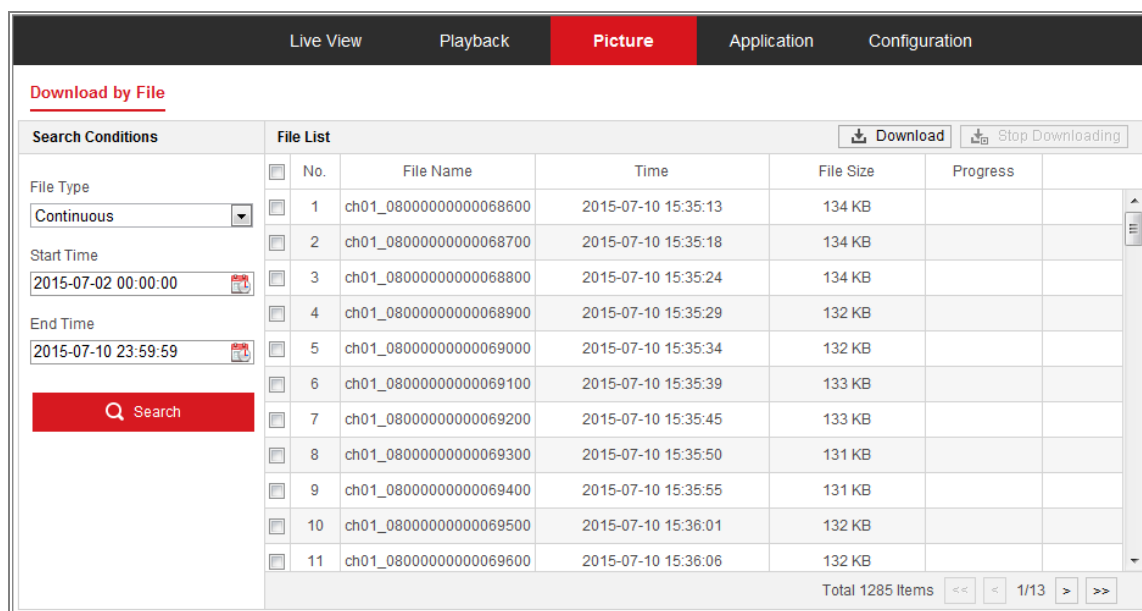 Live View Playback Picture Application Configuration
Download by File
Search Conditions
File Type
Continuous
Start Time
2015-07-02 00:00:00
End Time
2015-07-10 23:59:59
Search
File List Download Stop Downloading
No. File Name Time File Size Progress
1 ch01_08000000000068600 2015-07-10 15:35:13 134 KB
2 ch01_08000000000068700 2015-07-10 15:35:18 134 KB
3 ch01_08000000000068800 2015-07-10 15:35:24 134 KB
4 ch01_08000000000068900 2015-07-10 15:35:29 132 KB
5 ch01_08000000000069000 2015-07-10 15:35:34 132 KB
6 ch01_08000000000069100 2015-07-10 15:35:39 133 KB
7 ch01_08000000000069200 2015-07-10 15:35:45 133 KB
8 ch01_08000000000069300 2015-07-10 15:35:50 131 KB
9 ch01_08000000000069400 2015-07-10 15:35:55 131 KB
10 ch01_08000000000069500 2015-07-10 15:36:01 132 KB
11 ch01_08000000000069600 2015-07-10 15:36:06 132 KB
Total 1285 Items << < 1/13 > >>